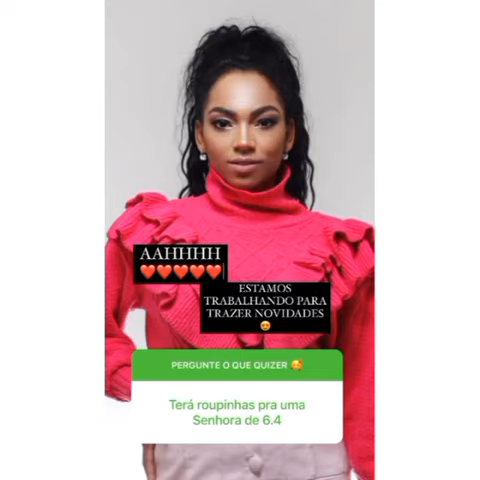 AAHHHH
❤️❤️❤️❤️❤️
ESTAMOS
TRABALHANDO PARA
TRAZER NOVIDADES
😍
PERGUNTE O QUE QUIZER 🥰
Terá roupinhas pra uma
Senhora de 6.4